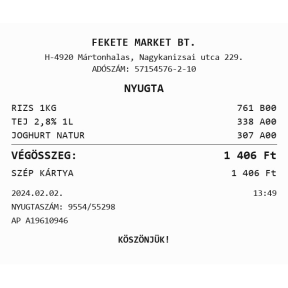 FEKETE MARKET BT.
H-4920 Mártonhalas, Nagykanizsai utca 229.
ADÓSZÁM: 57154576-2-10
NYUGTA
RIZS 1KG 761 B00
TEJ 2,8% 1L 338 A00
JOGHURT NATUR 307 A00
VÉGÖSSZEG: 1 406 Ft
SZÉP KÁRTYA 1 406 Ft
2024.02.02. 13:49
NYUGTASZÁM: 9554/55298
AP A19610946
KÖSZÖNJÜK!